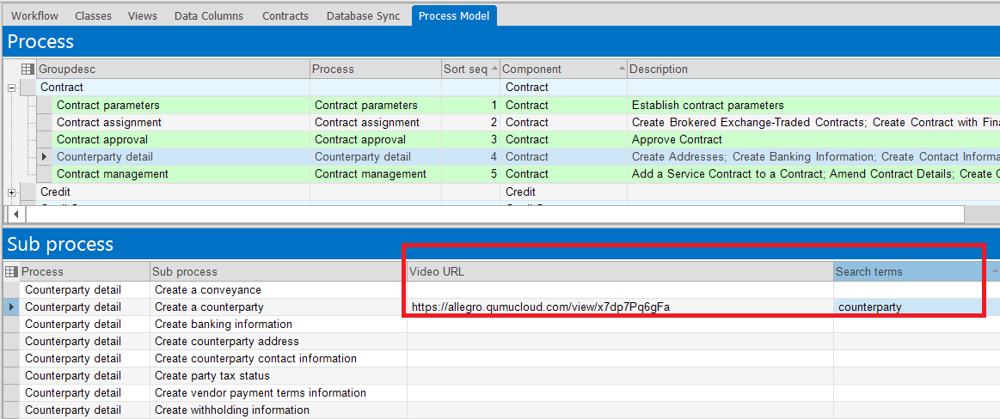 Workflow Classes Views Data Columns Contracts Database Sync Process Model
Process
Groupdesc Process Sort seq Component Description
Contract Contract
Contract parameters Contract parameters 1 Contract Establish contract parameters
Contract assignment Contract assignment 2 Contract Create Brokered Exchange-Traded Contracts; Create Contract with Fina
Contract approval Contract approval 3 Contract Approve Contract
Counterparty detail Counterparty detail 4 Contract Create Addresses; Create Banking Information; Create Contact Informa
Contract management Contract management 5 Contract Add a Service Contract to a Contract; Amend Contract Details; Create
Credit Credit
Sub process
Process Sub process Video URL Search terms
Counterparty detail Create a conveyance
Counterparty detail Create a counterparty https://allegro.qumucloud.com/view/x7dp7Pq6gFa counterparty
Counterparty detail Create banking information
Counterparty detail Create counterparty address
Counterparty detail Create counterparty contact information
Counterparty detail Create party tax status
Counterparty detail Create vendor payment terms information
Counterparty detail Create withholding information